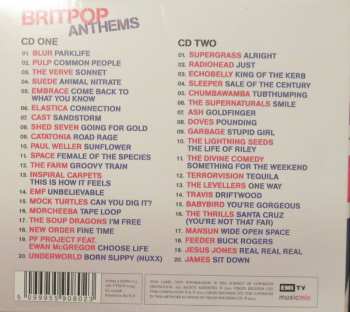 BRITPOP
ANTHEMS
CD ONE
01. BLUR PARKLIFE
02. PULP COMMON PEOPLE
03. THE VERVE SONNET
04. SUEDE ANIMAL NITRATE
05. EMBRACE COME BACK TO
WHAT YOU KNOW
06. ELASTICA CONNECTION
07. CAST SANDSTORM
08. SHED SEVEN GOING FOR GOLD
09. CATATONIA ROAD RAGE
10. PAUL WELLER SUNFLOWER
11. SPACE FEMALE OF THE SPECIES
12. THE FARM GROOVY TRAIN
13. INSPIRAL CARPETS
THIS IS HOW IT FEELS
14. EMF UNBELIEVABLE
15. MOCK TURTLES CAN YOU DIG IT?
16. MORCHEEBA TAPE LOOP
17. THE SOUP DRAGONS I'M FREE
18. NEW ORDER FINE TIME
19. PF PROJECT FEAT.
EWAN McGREGOR CHOOSE LIFE
20. UNDERWORLD BORN SLIPPY (NUXX)
CD TWO
01. SUPERGRASS ALRIGHT
02. RADIOHEAD JUST
03. ECHOBELLY KING OF THE KERB
04. SLEEPER SALE OF THE CENTURY
05. CHUMBAWAMBA TUBTHUMPING
06. THE SUPERNATURALS SMILE
07. ASH GOLDFINGER
08. DOVES POUNDING
09. GARBAGE STUPID GIRL
10. THE LIGHTNING SEEDS
THE LIFE OF RILEY
11. THE DIVINE COMEDY
SOMETHING FOR THE WEEKEND
12. TERRORVISION TEQUILA
13. THE LEVELLERS ONE WAY
14. TRAVIS DRIFTWOOD
15. BABYBIRD YOU'RE GORGEOUS
16. THE THRILLS SANTA CRUZ
(YOU'RE NOT THAT FAR)
17. MANSUN WIDE OPEN SPACE
18. FEEDER BUCK ROGERS
19. JESUS JONES REAL REAL REAL
20. JAMES SIT DOWN
EMI TV
musicmix